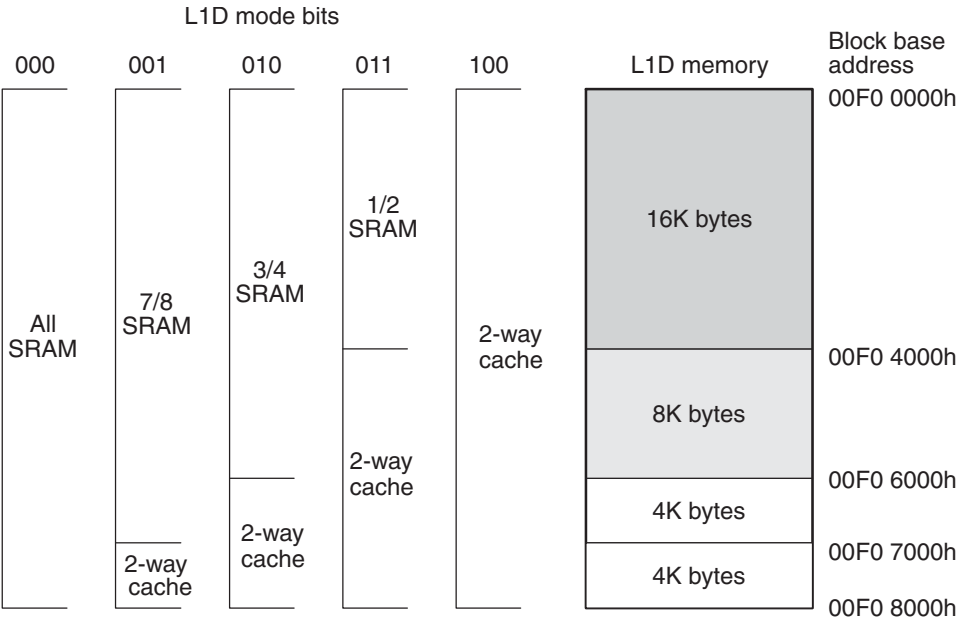 L1D mode bits
000 001 010 011 100 L1D memory Block base
address
00F0 0000h
All
SRAM
7/8
SRAM
2-way
cache
3/4
SRAM
2-way
cache
1/2
SRAM
2-way
cache
2-way
cache
16K bytes
00F0 4000h
8K bytes
00F0 6000h
4K bytes
00F0 7000h
4K bytes
00F0 8000h